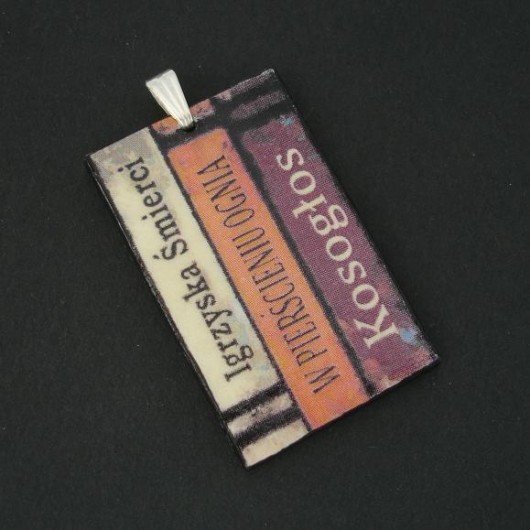 Igrzyska Śmierci
W PIERŚCIENIU OGNIA
Kosogłos